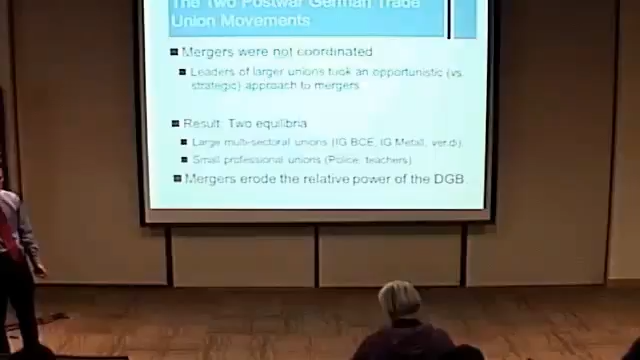 The Two Postwar German Trade
Union Movements
Mergers were not coordinated
Leaders of larger unions took an opportunistic (vs.
strategic) approach to mergers
Result: Two equilibria
Large multi-sectoral unions (IG BCE, IG Metall, ver.di)
Small professional unions (Police, teachers)
Mergers erode the relative power of the DGB